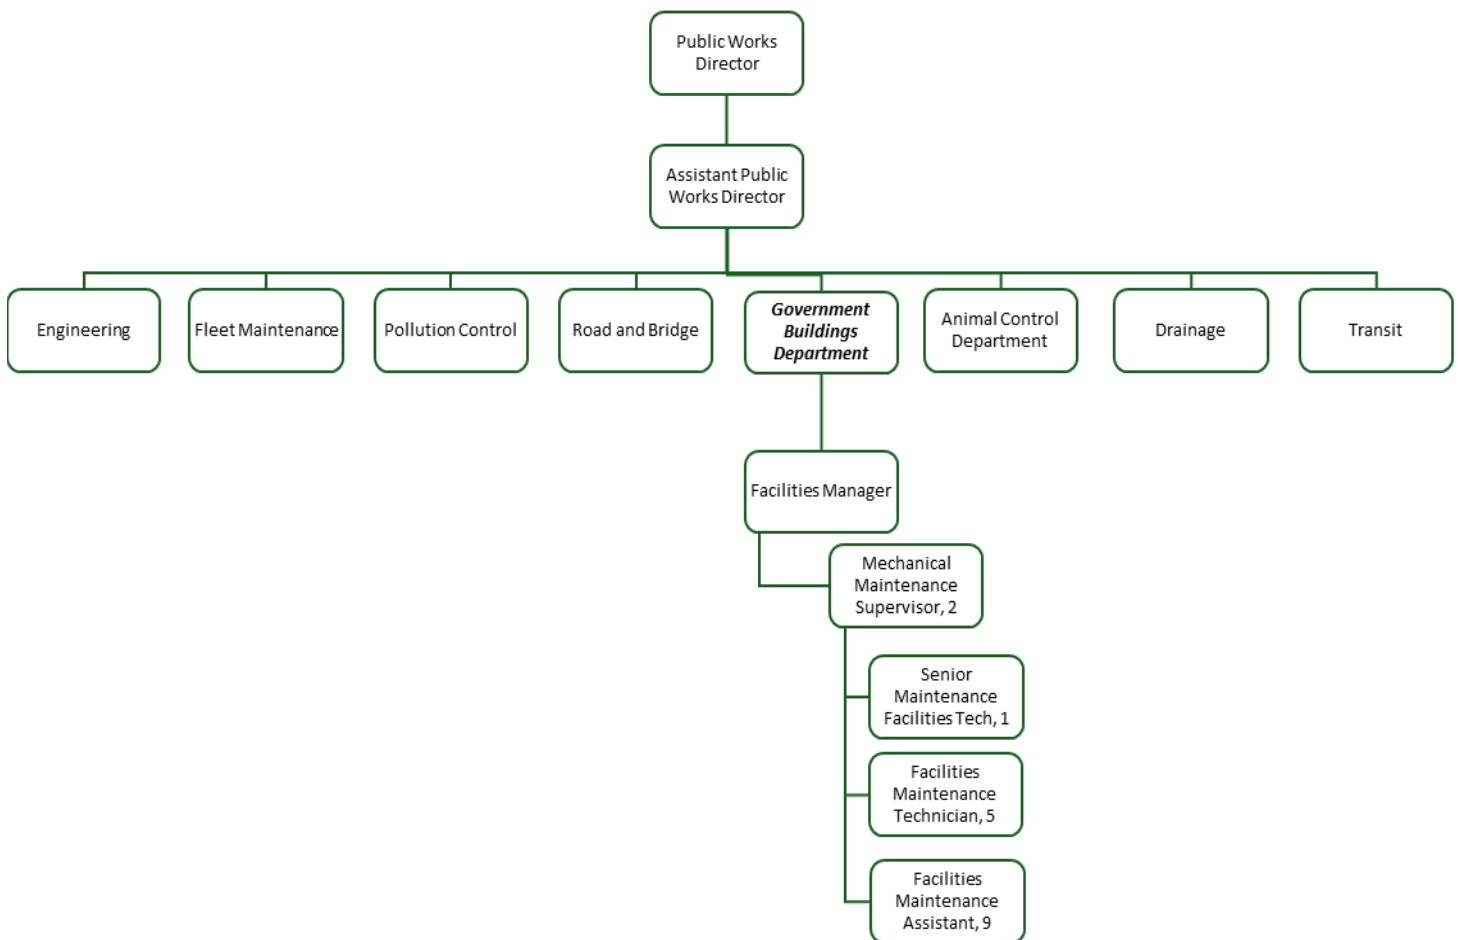 Public Works
Director
Assistant Public
Works Director
Engineering
Fleet Maintenance
Pollution Control
Road and Bridge
Government
Buildings
Department
Animal Control
Department
Drainage
Transit
Facilities Manager
Mechanical
Maintenance
Supervisor, 2
Senior
Maintenance
Facilities Tech, 1
Facilities
Maintenance
Technician, 5
Facilities
Maintenance
Assistant, 9